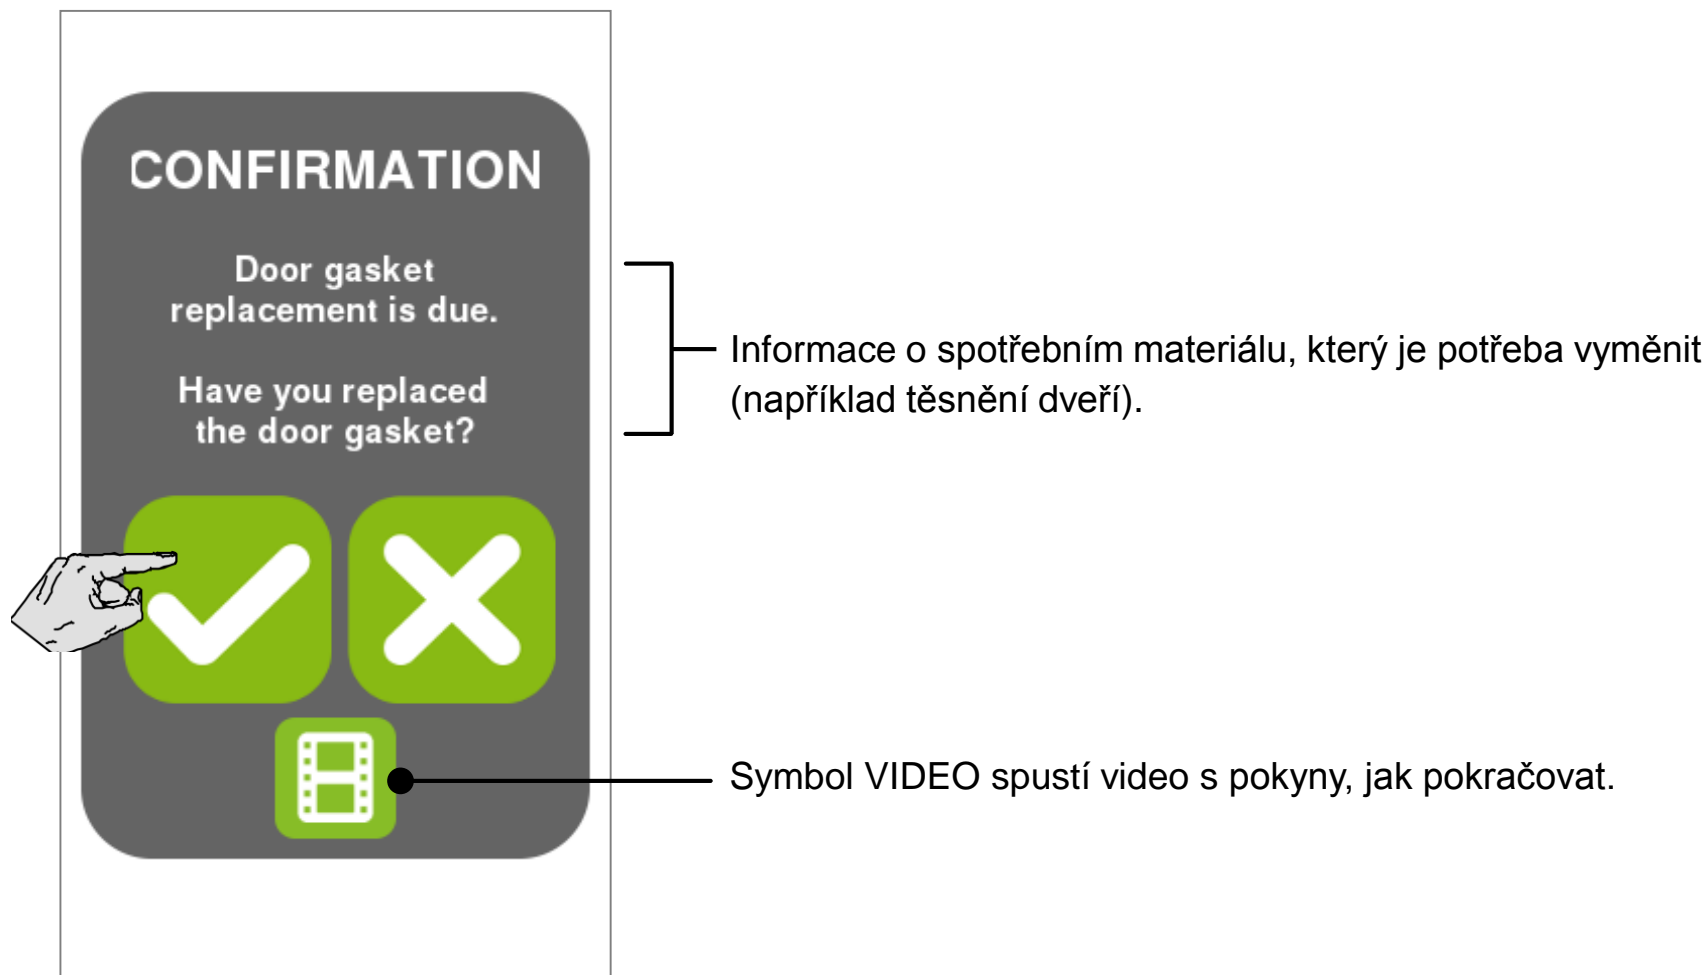 CONFIRMATION
Door gasket
replacement is due.
Have you replaced
the door gasket?
Informace o spotřebním materiálu, který je potřeba vyměnit
(například těsnění dveří).
Symbol VIDEO spustí video s pokyny, jak pokračovat.